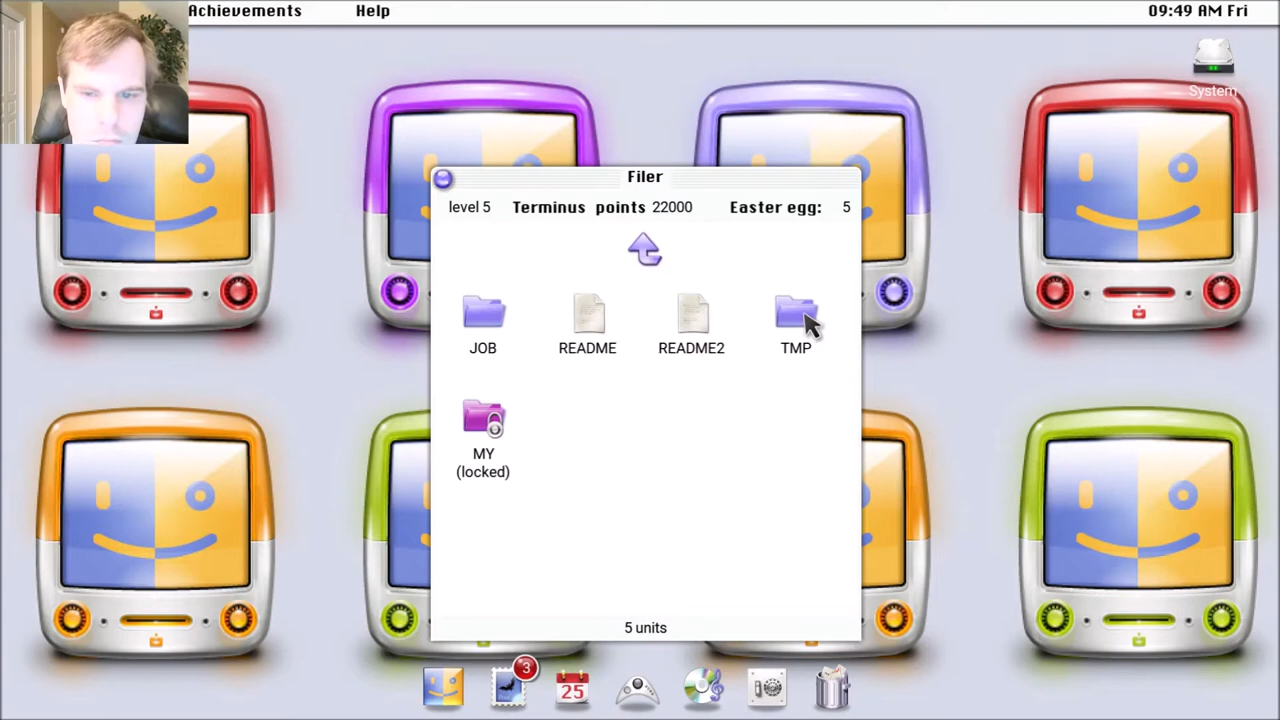 Achievements Help 09:49 AM Fri
System
Filer
level 5 Terminus points 22000 Easter egg: 5
JOB README README2 TMP
MY
(locked)
5 units
3
25